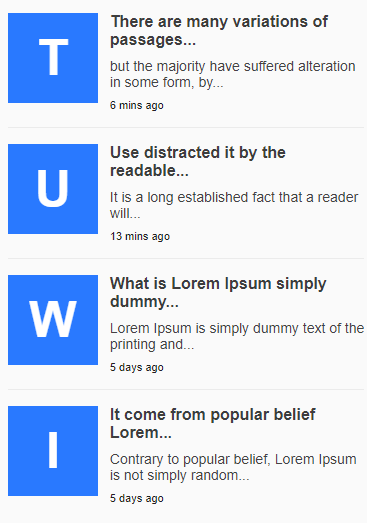 T
There are many variations of
passages...
but the majority have suffered alteration
in some form, by...
6 mins ago
U
Use distracted it by the
readable...
It is a long established fact that a reader
will...
13 mins ago
W
What is Lorem Ipsum simply
dummy...
Lorem Ipsum is simply dummy text of the
printing and...
5 days ago
I
It come from popular belief
Lorem...
Contrary to popular belief, Lorem Ipsum
is not simply random...
5 days ago